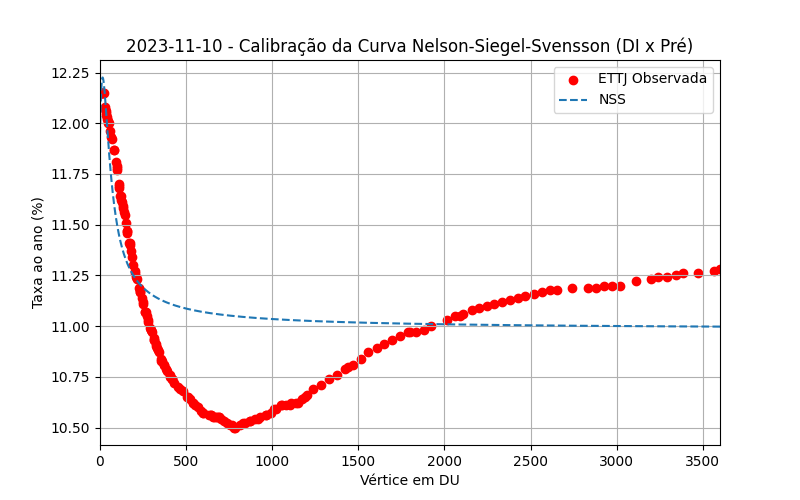 2023-11-10 - Calibração da Curva Nelson-Siegel-Svensson (DI x Pré)
ETTJ Observada
NSS
Taxa ao ano (%)
12.25
12.00
11.75
11.50
11.25
11.00
10.75
10.50
0 500 1000 1500 2000 2500 3000 3500
Vértice em DU